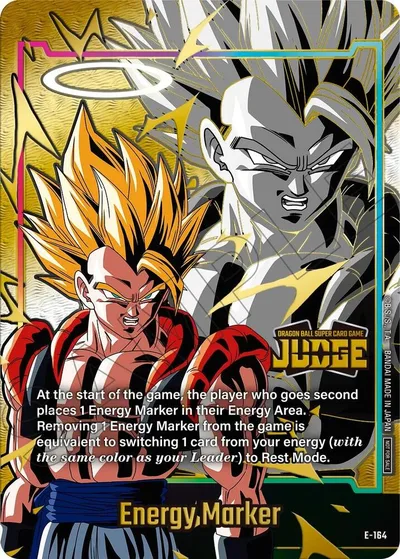 DRAGON BALL SUPER CARD GAME
JUDGE
At the start of the game, the player who goes second
places 1 Energy Marker in their Energy Area.
Removing 1 Energy Marker from the game is
equivalent to switching 1 card from your energy (with
the same color as your Leader) to Rest Mode.
B.S./S., T.A. BANDAI MADE IN JAPAN
NOT FOR SALE
Energy Marker
E-164